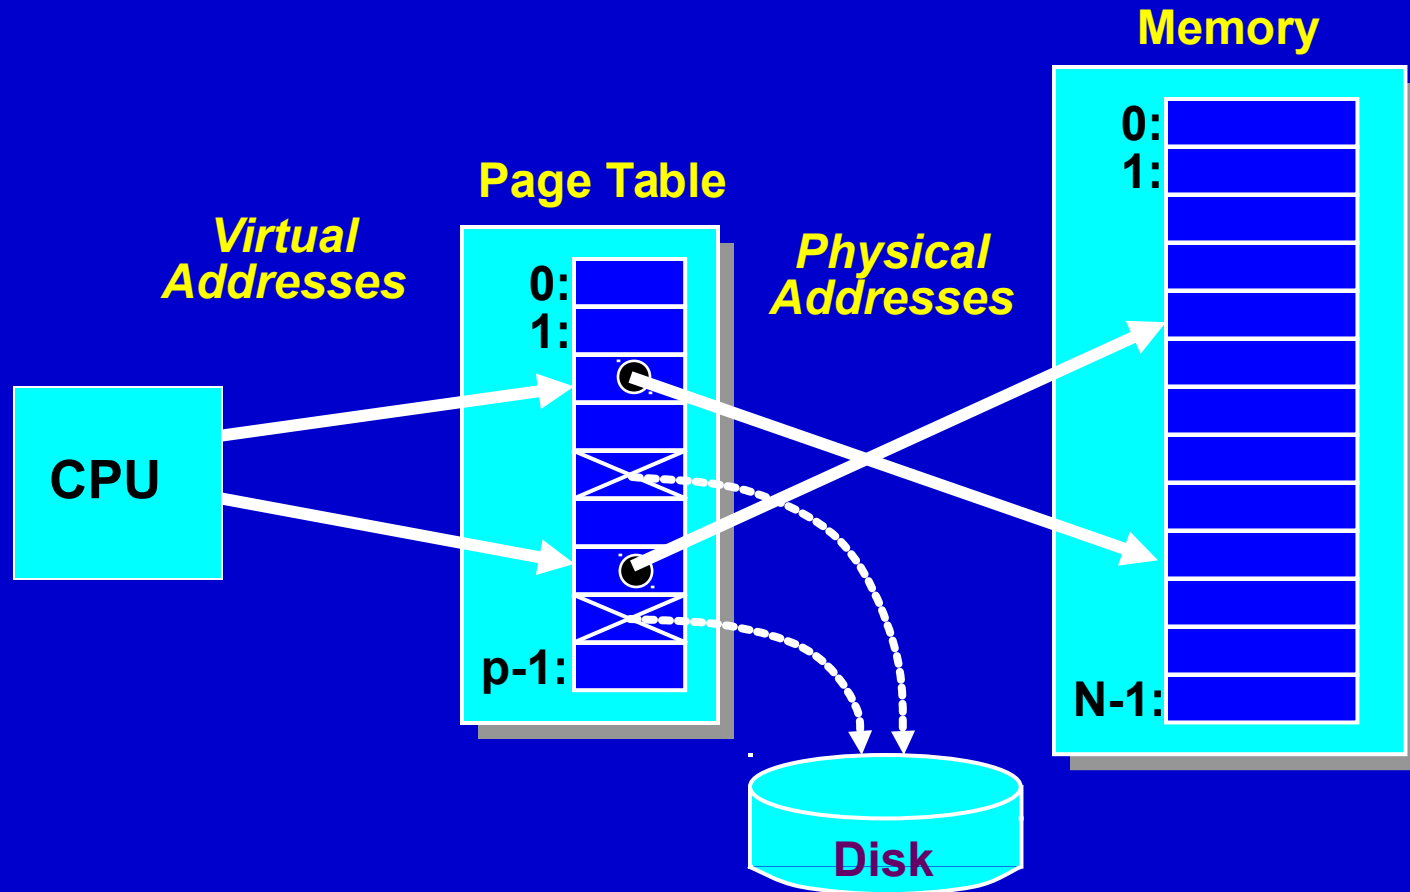 Memory
0:
1:
Page Table
Virtual
Addresses
Physical
Addresses
0:
1:
CPU
p-1:
N-1:
Disk